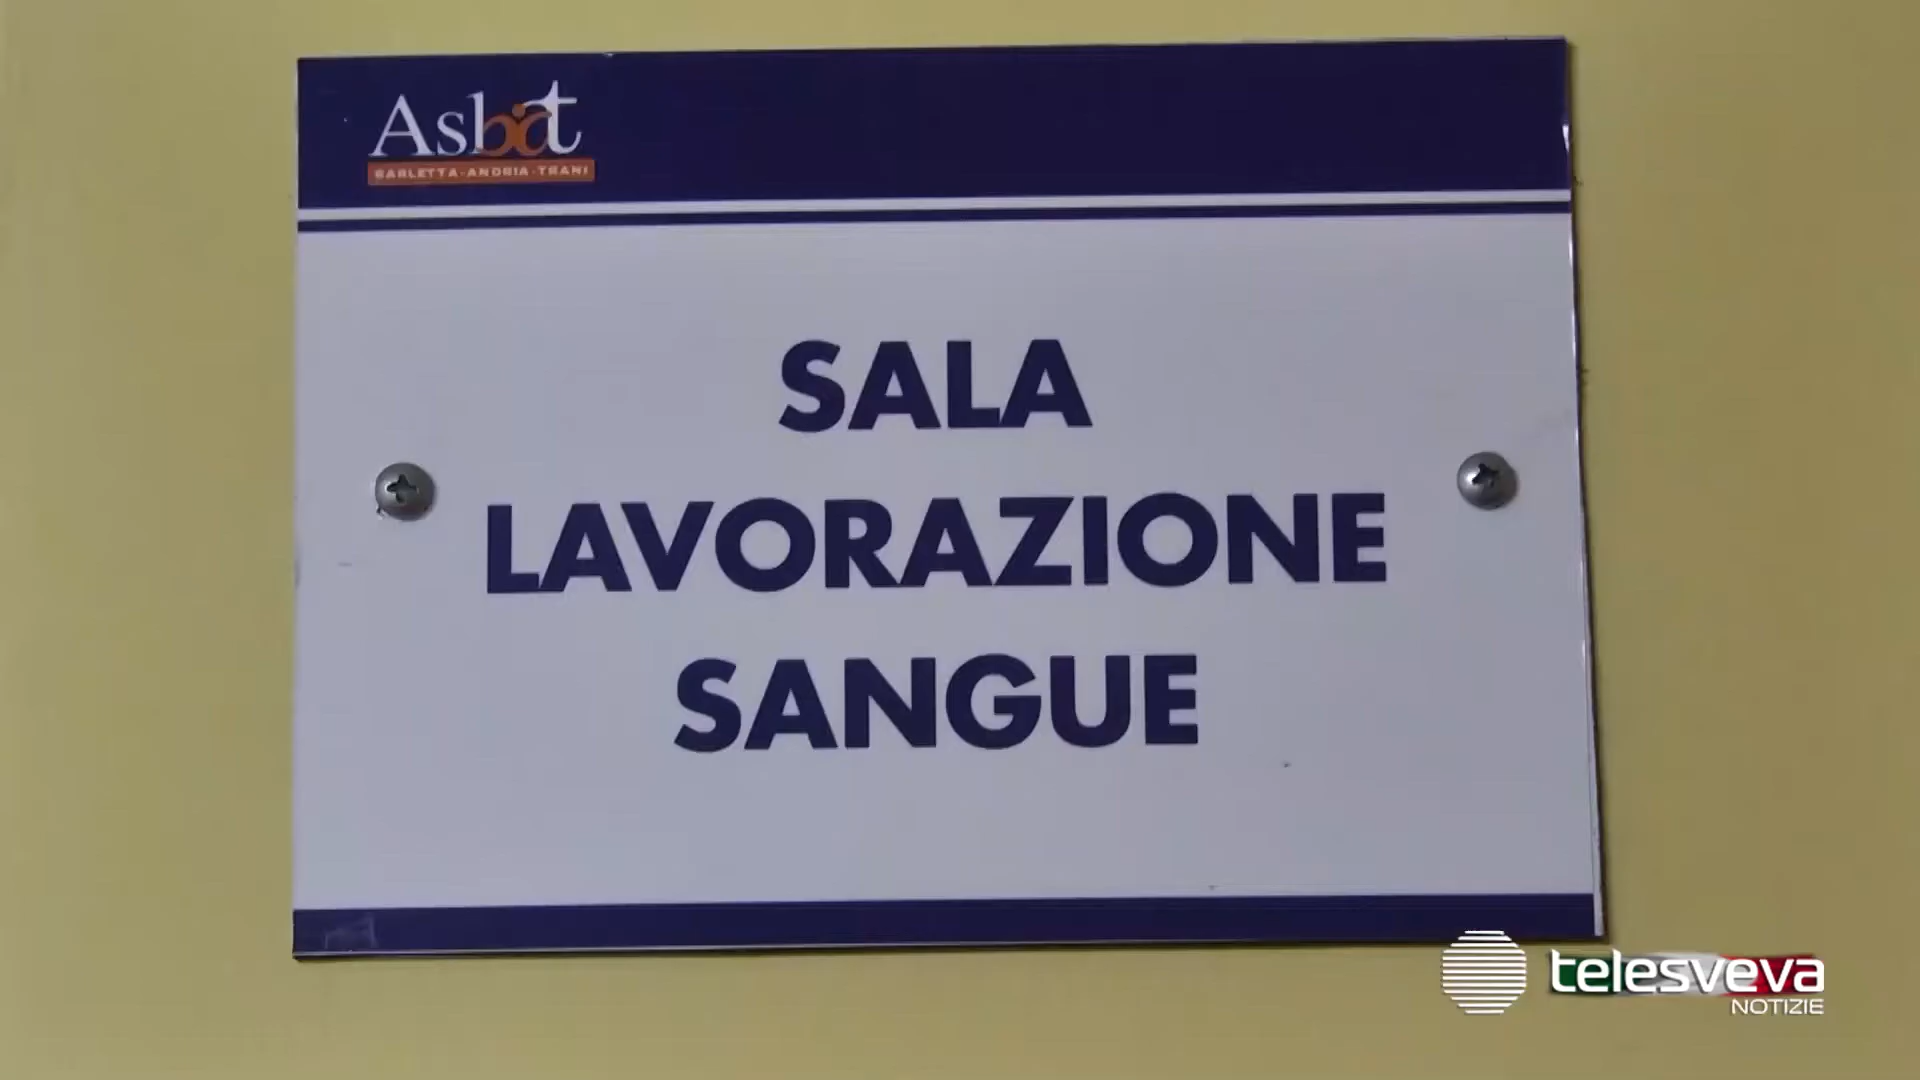 Asbat
BARLETTA-ANDRIA-TRANI
SALA
LAVORAZIONE
SANGUE
telesveva
NOTIZIE